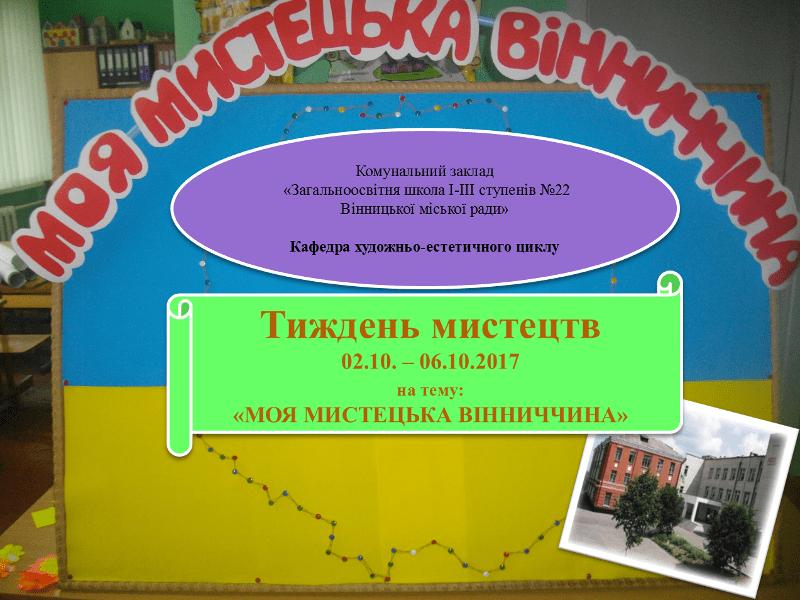 МОЯ МИСТЕЦЬКА ВІННИЧЧИНА
Комунальний заклад
«Загальноосвітня школа І-ІІІ ступенів №22
Вінницької міської ради»
Кафедра художньо-естетичного циклу
Тиждень мистецтв
02.10. – 06.10.2017
на тему:
«МОЯ МИСТЕЦЬКА ВІННИЧЧИНА»